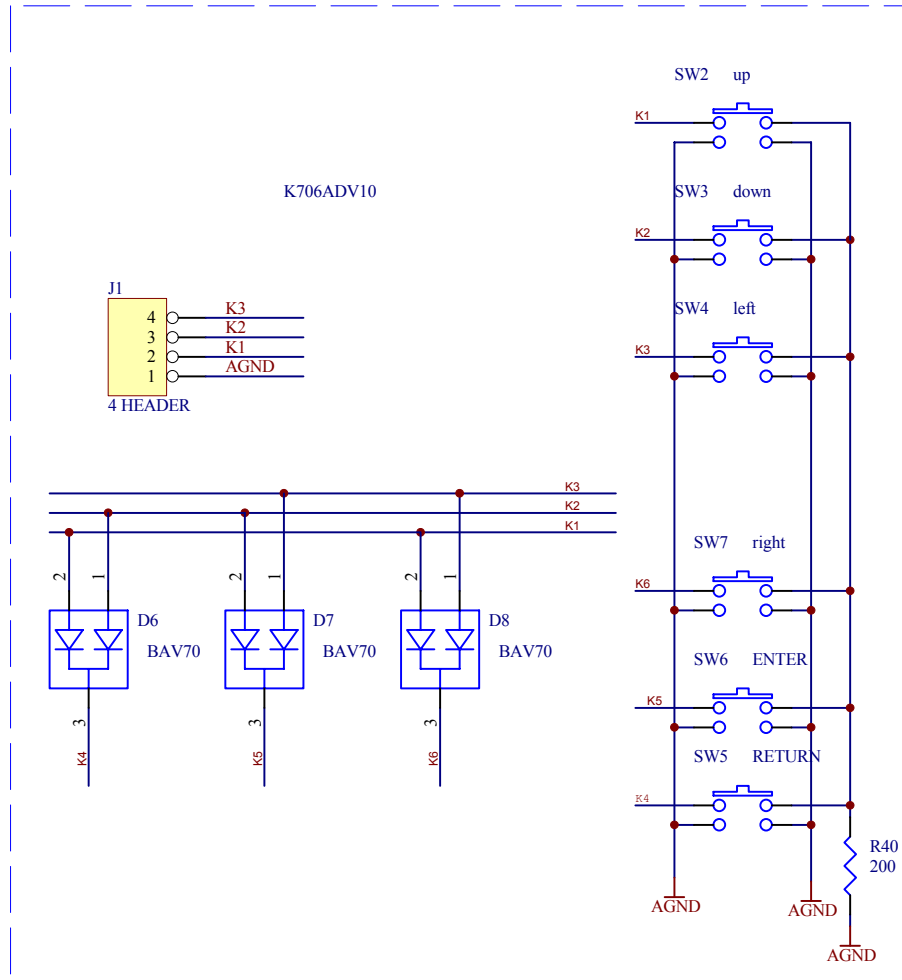 SW2 up
K1
K706ADV10
SW3 down
K2
J1
4 K3
3 K2
2 K1
1 AGND
4 HEADER
SW4 left
K3
K3
K2
K1
SW7 right
K6
2 1
D6
BAV70
3
K4
2 1
D7
BAV70
3
K5
2 1
D8
BAV70
3
K6
SW6 ENTER
K5
SW5 RETURN
K4
R40
200
AGND
AGND
AGND